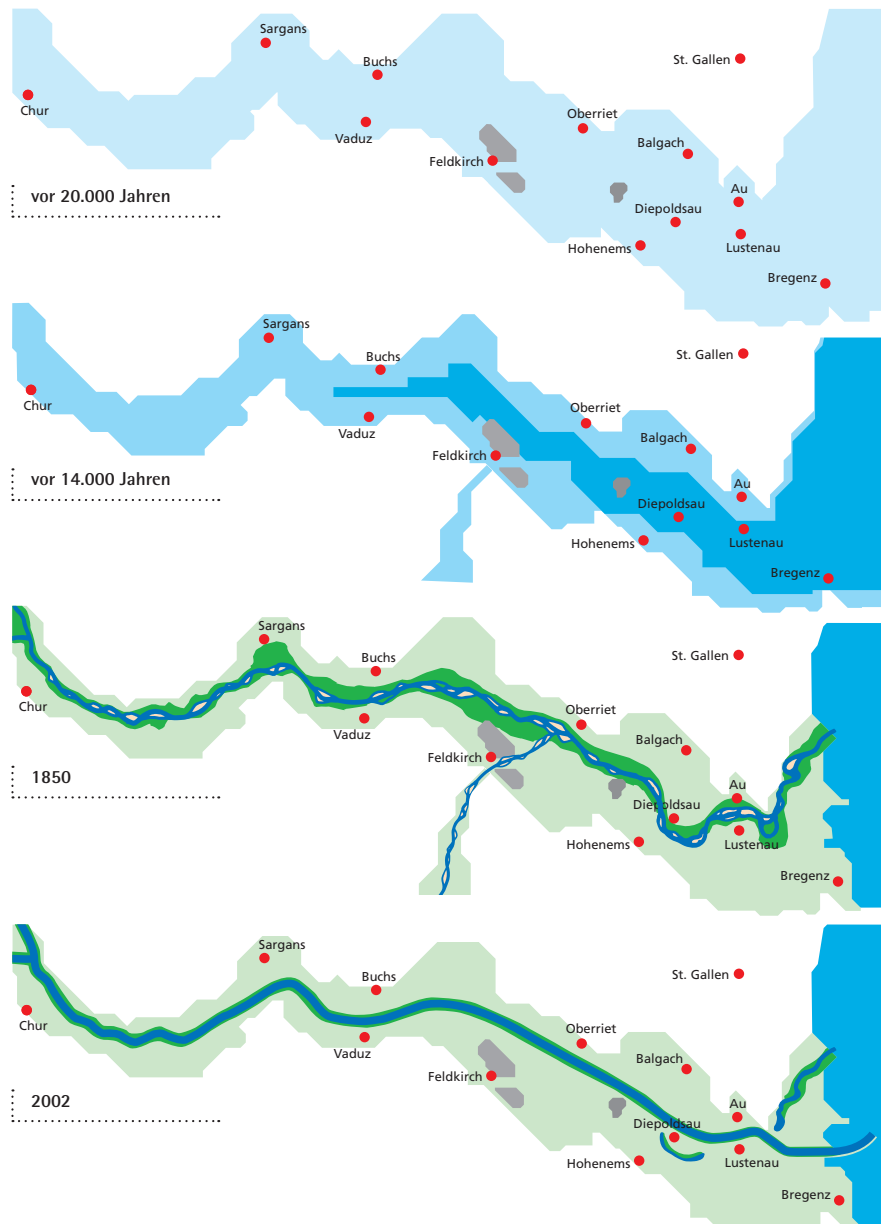 Sargans
Buchs
St. Gallen
Chur
Oberriet
Vaduz
Balgach
Feldkirch
Au
vor 20.000 Jahren
Diepoldsau
Hohenems
Lustenau
Bregenz
Sargans
Buchs
St. Gallen
Chur
Oberriet
Vaduz
Balgach
Feldkirch
vor 14.000 Jahren
Au
Diepoldsau
Hohenems
Lustenau
Bregenz
Sargans
Buchs
St. Gallen
Chur
Oberriet
Vaduz
Balgach
Feldkirch
1850
Au
Diepoldsau
Hohenems
Lustenau
Bregenz
Sargans
Buchs
St. Gallen
Chur
Oberriet
Vaduz
Balgach
Feldkirch
2002
Au
Diepoldsau
Hohenems
Lustenau
Bregenz